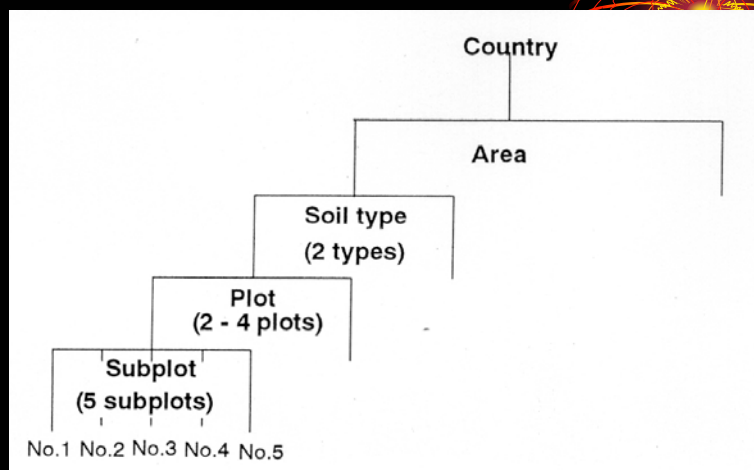 Country
Area
Soil type
(2 types)
Plot
(2 - 4 plots)
Subplot
(5 subplots)
No.1 No.2 No.3 No.4 No.5